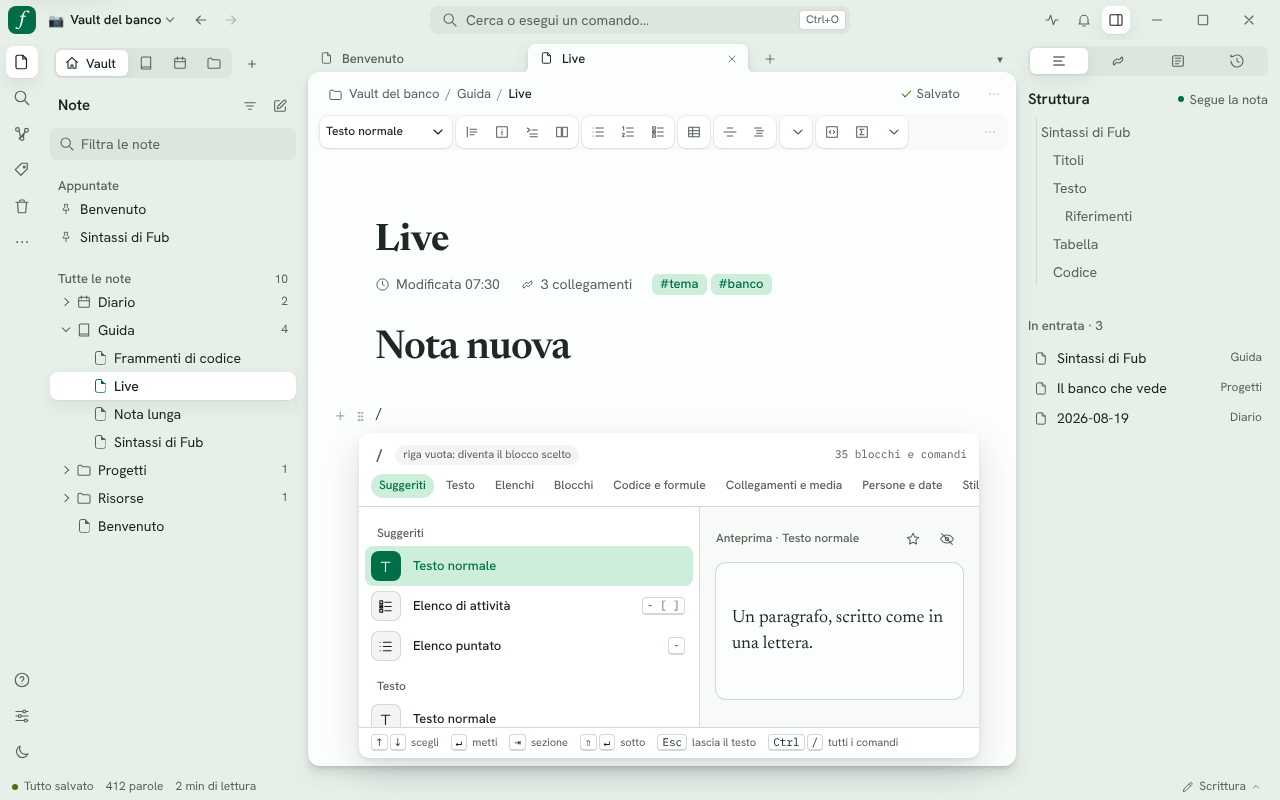 Vault del banco
Cerca o esegui un comando…
Ctrl+O
Vault
Note
Filtra le note
Appuntate
Benvenuto
Sintassi di Fub
Tutte le note 10
Diario 2
Guida 4
Frammenti di codice
Live
Nota lunga
Sintassi di Fub
Progetti 1
Risorse 1
Benvenuto
Benvenuto
Live
Vault del banco / Guida / Live
Salvato
Testo normale
Live
Modificata 07:30 3 collegamenti #tema #banco
Nota nuova
/
/ riga vuota: diventa il blocco scelto 35 blocchi e comandi
Suggeriti Testo Elenchi Blocchi Codice e formule Collegamenti e media Persone e date Stil
Suggeriti
Testo normale
Elenco di attività - [ ]
Elenco puntato -
Testo
Testo normale
Anteprima · Testo normale
Un paragrafo, scritto come in
una lettera.
↑ ↓ scegli ↵ metti ⇥ sezione ⇧ ↵ sotto Esc lascia il testo Ctrl / tutti i comandi
Struttura Segue la nota
Sintassi di Fub
Titoli
Testo
Riferimenti
Tabella
Codice
In entrata · 3
Sintassi di Fub Guida
Il banco che vede Progetti
2026-08-19 Diario
Tutto salvato 412 parole 2 min di lettura
Scrittura